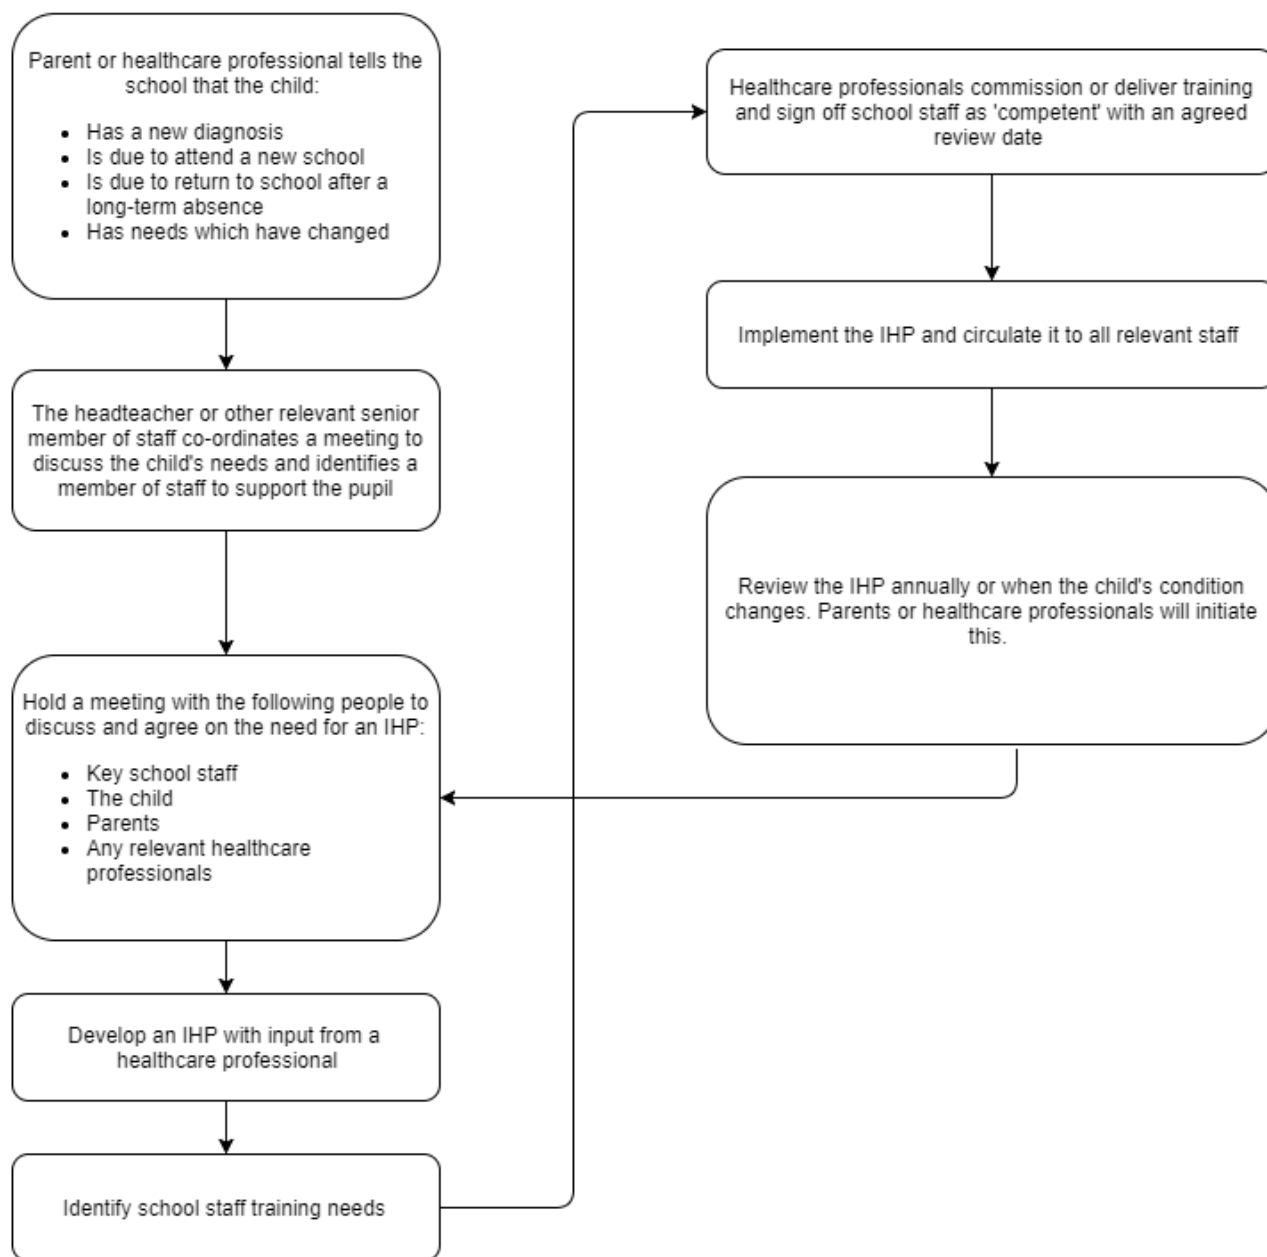 Parent or healthcare professional tells the
school that the child:
• Has a new diagnosis
• Is due to attend a new school
• Is due to return to school after a
long-term absence
• Has needs which have changed
The headteacher or other relevant senior
member of staff co-ordinates a meeting to
discuss the child's needs and identifies a
member of staff to support the pupil
Hold a meeting with the following people to
discuss and agree on the need for an IHP:
• Key school staff
• The child
• Parents
• Any relevant healthcare
professionals
Develop an IHP with input from a
healthcare professional
Identify school staff training needs
Healthcare professionals commission or deliver training
and sign off school staff as 'competent' with an agreed
review date
Implement the IHP and circulate it to all relevant staff
Review the IHP annually or when the child's condition
changes. Parents or healthcare professionals will initiate
this.